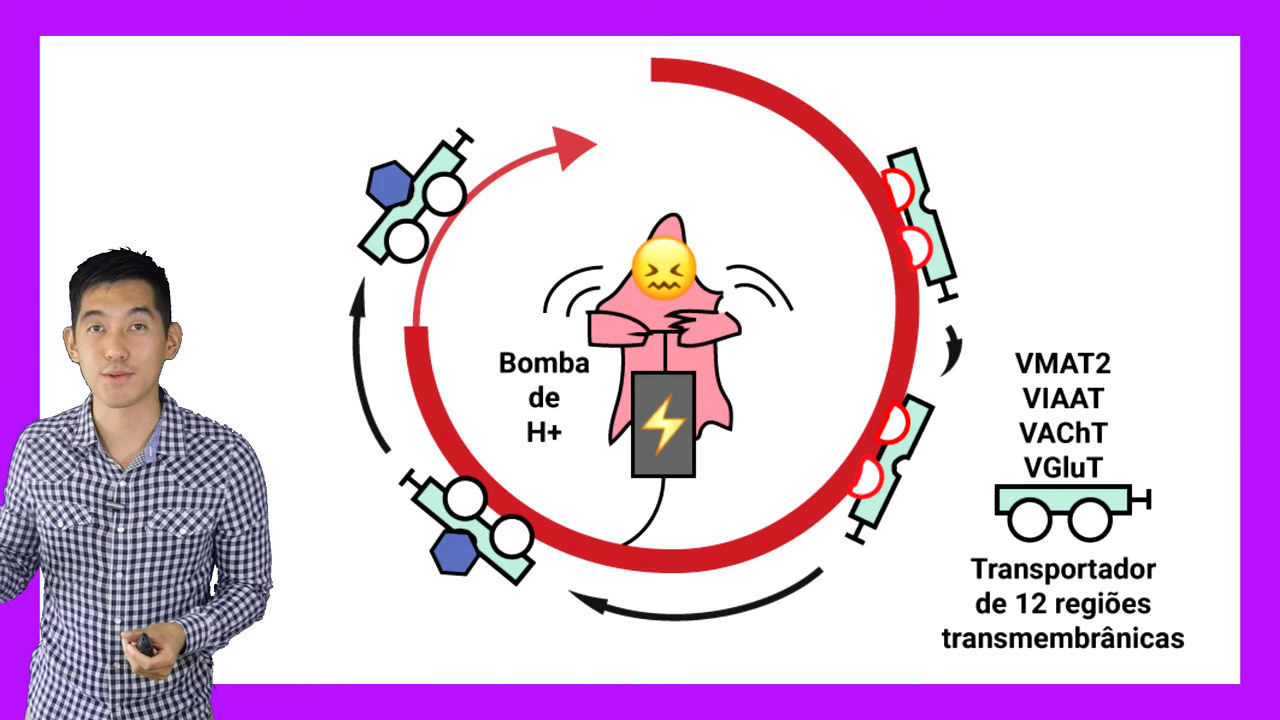 Bomba
de
H+
VMAT2
VIAAT
VAChT
VGluT
Transportador
de 12 regiões
transmembrânicas